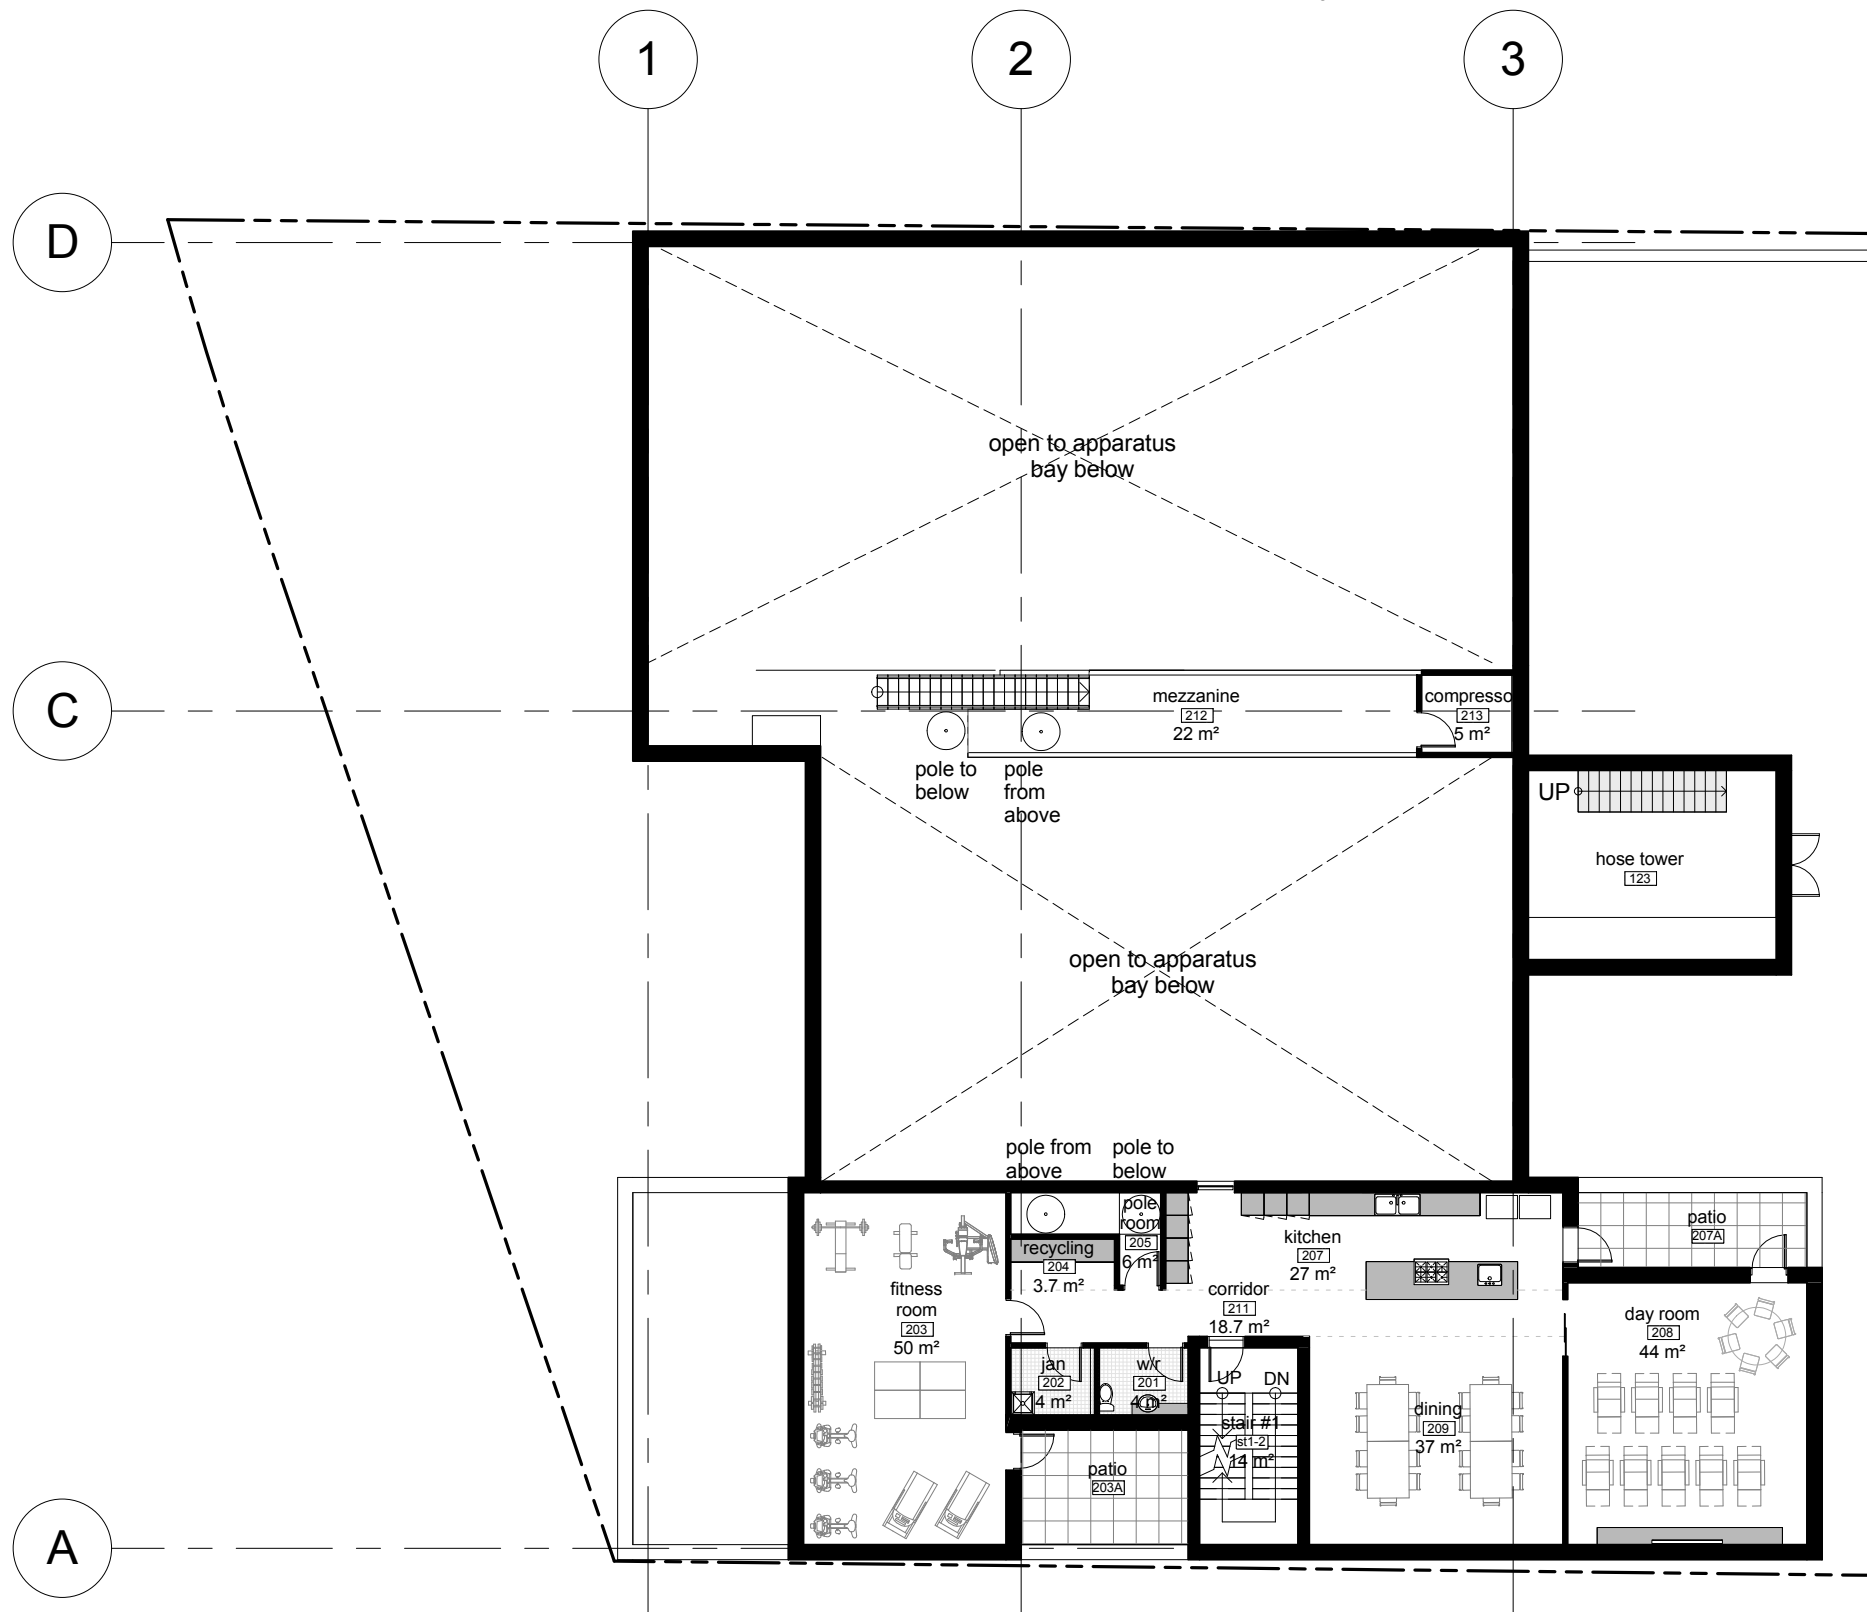 1
2
3
D
open to apparatus
bay below
C
mezzanine
212
22 m²
compresso
213
5 m²
pole to
below
pole
from
above
UP
hose tower
123
open to apparatus
bay below
pole from
above
pole to
below
pole
room
205
6 m²
recycling
204
3.7 m²
kitchen
207
27 m²
patio
207A
fitness
room
203
50 m²
corridor
211
18.7 m²
day room
208
44 m²
jan
202
4 m²
w/r
201
4 m²
UP
DN
stair #1
st1-2
14 m²
dining
209
37 m²
patio
203A
A